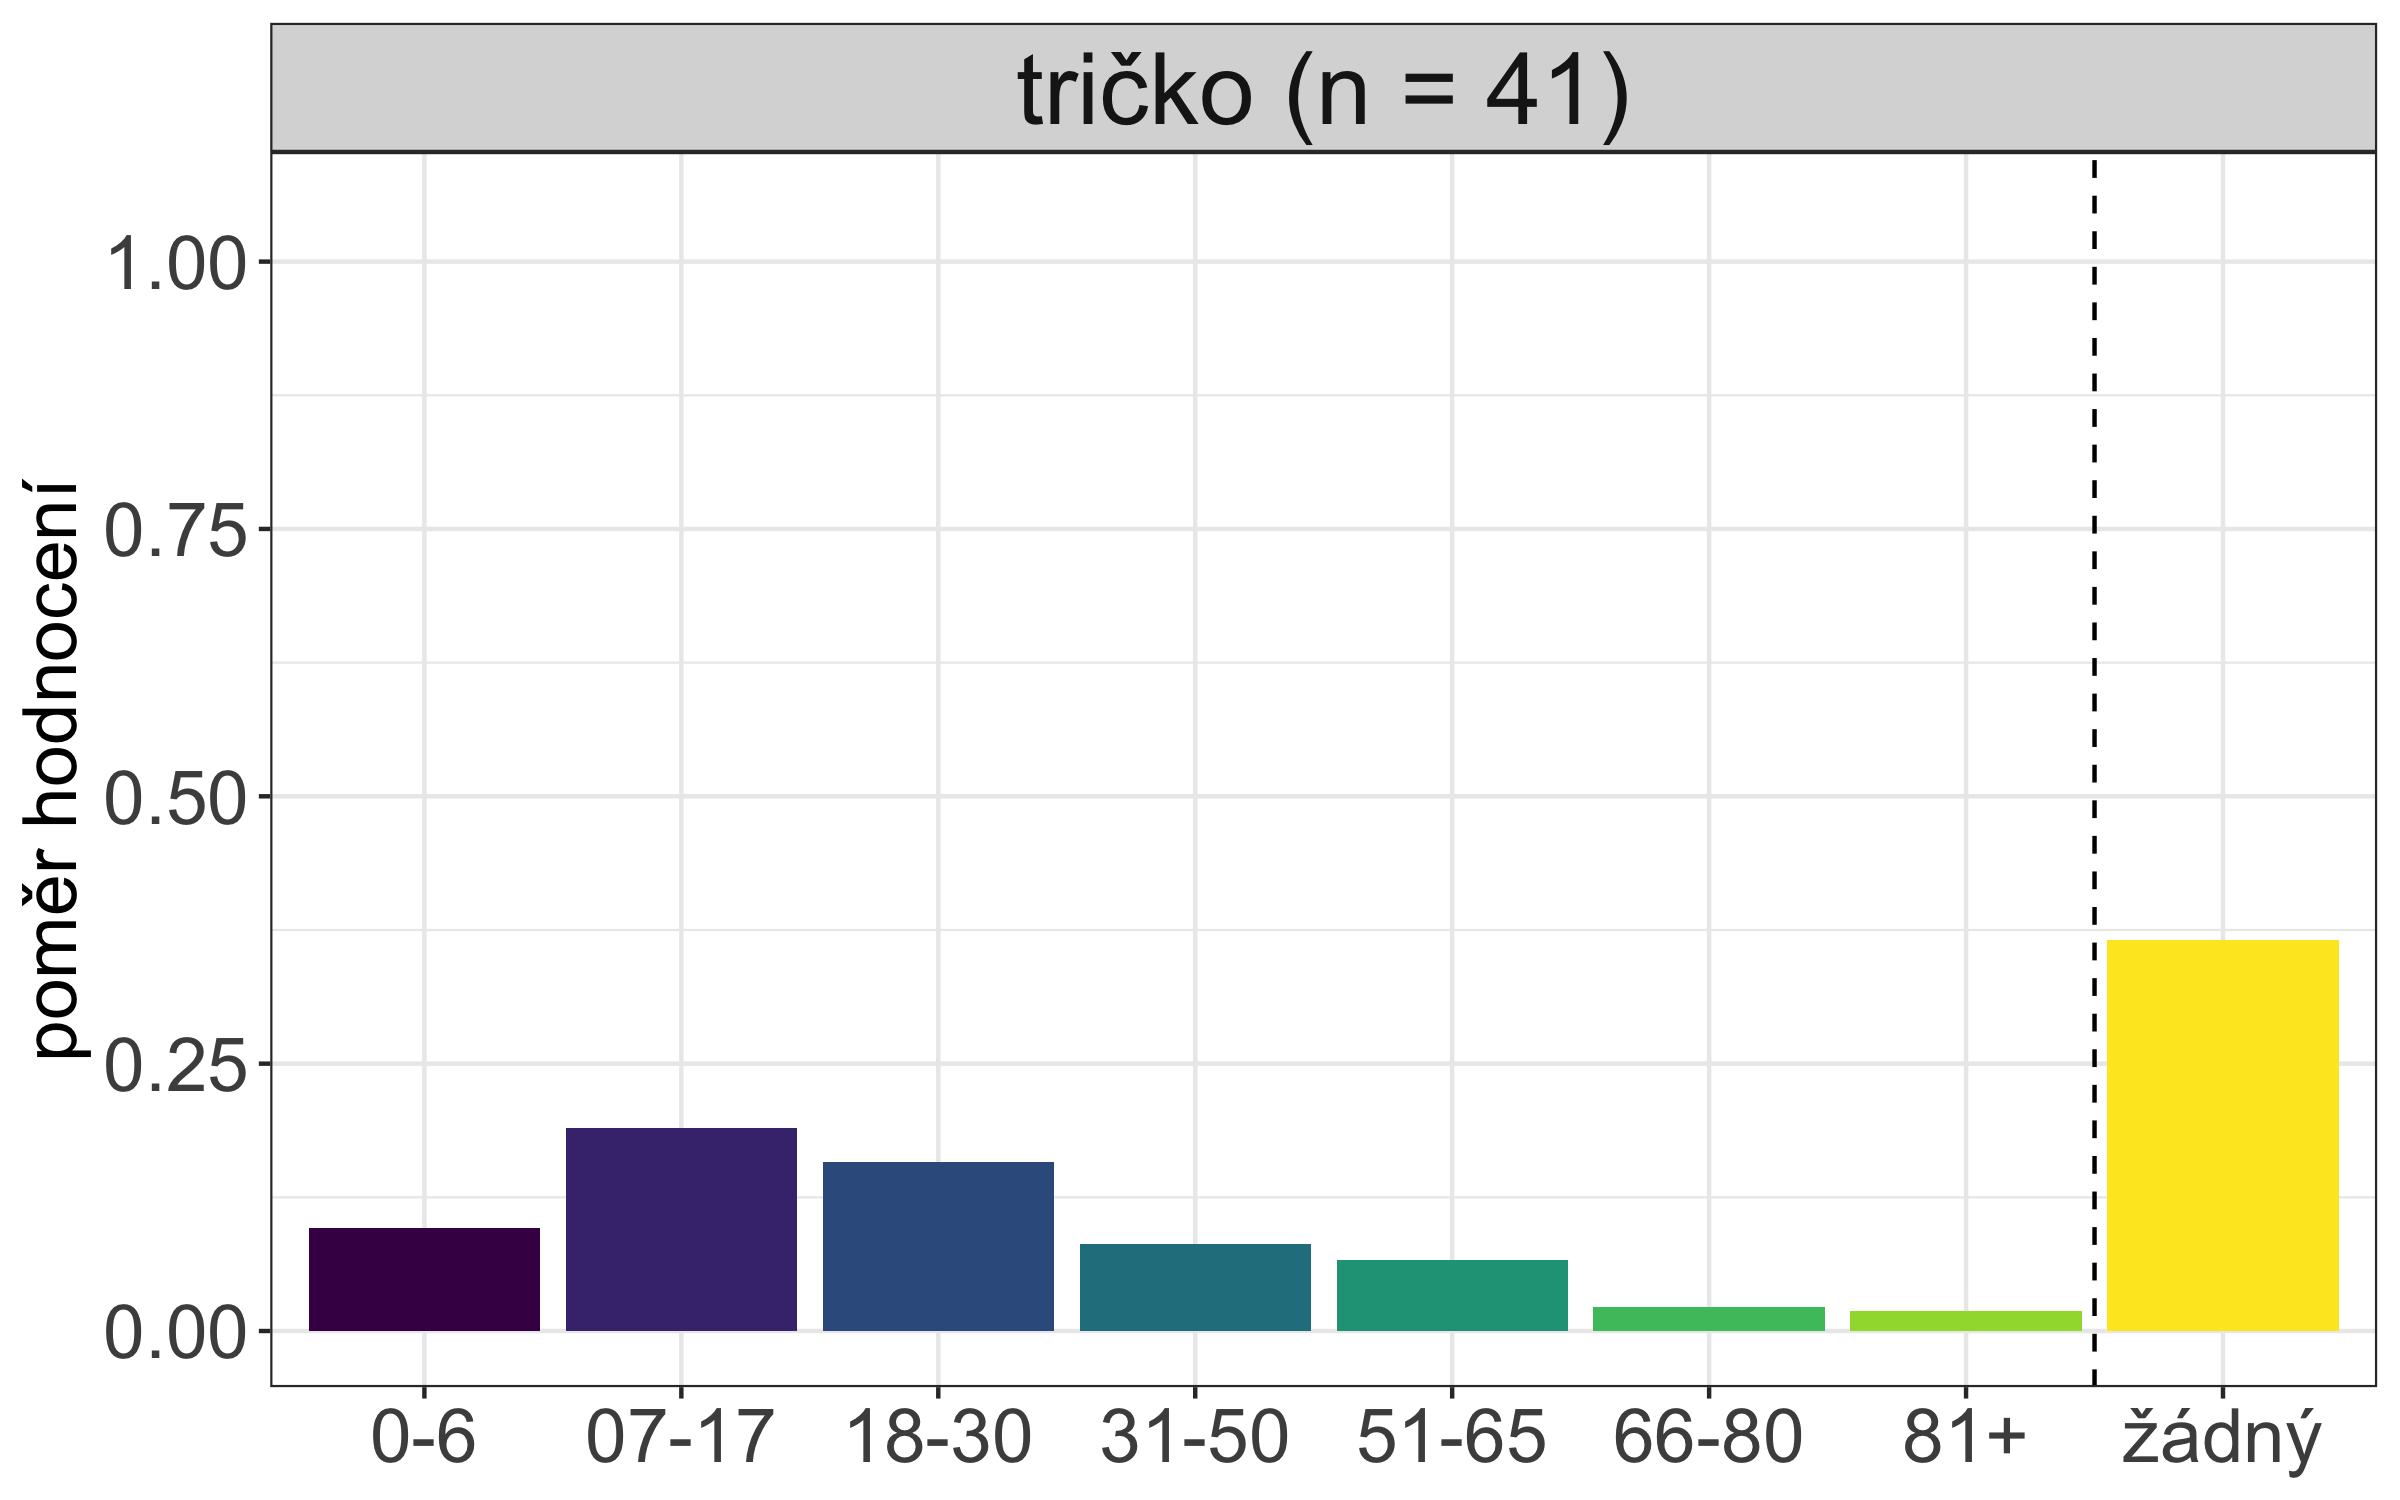 tričko (n = 41)
poměr hodnocení
1.00
0.75
0.50
0.25
0.00
0-6 07-17 18-30 31-50 51-65 66-80 81+ žádný